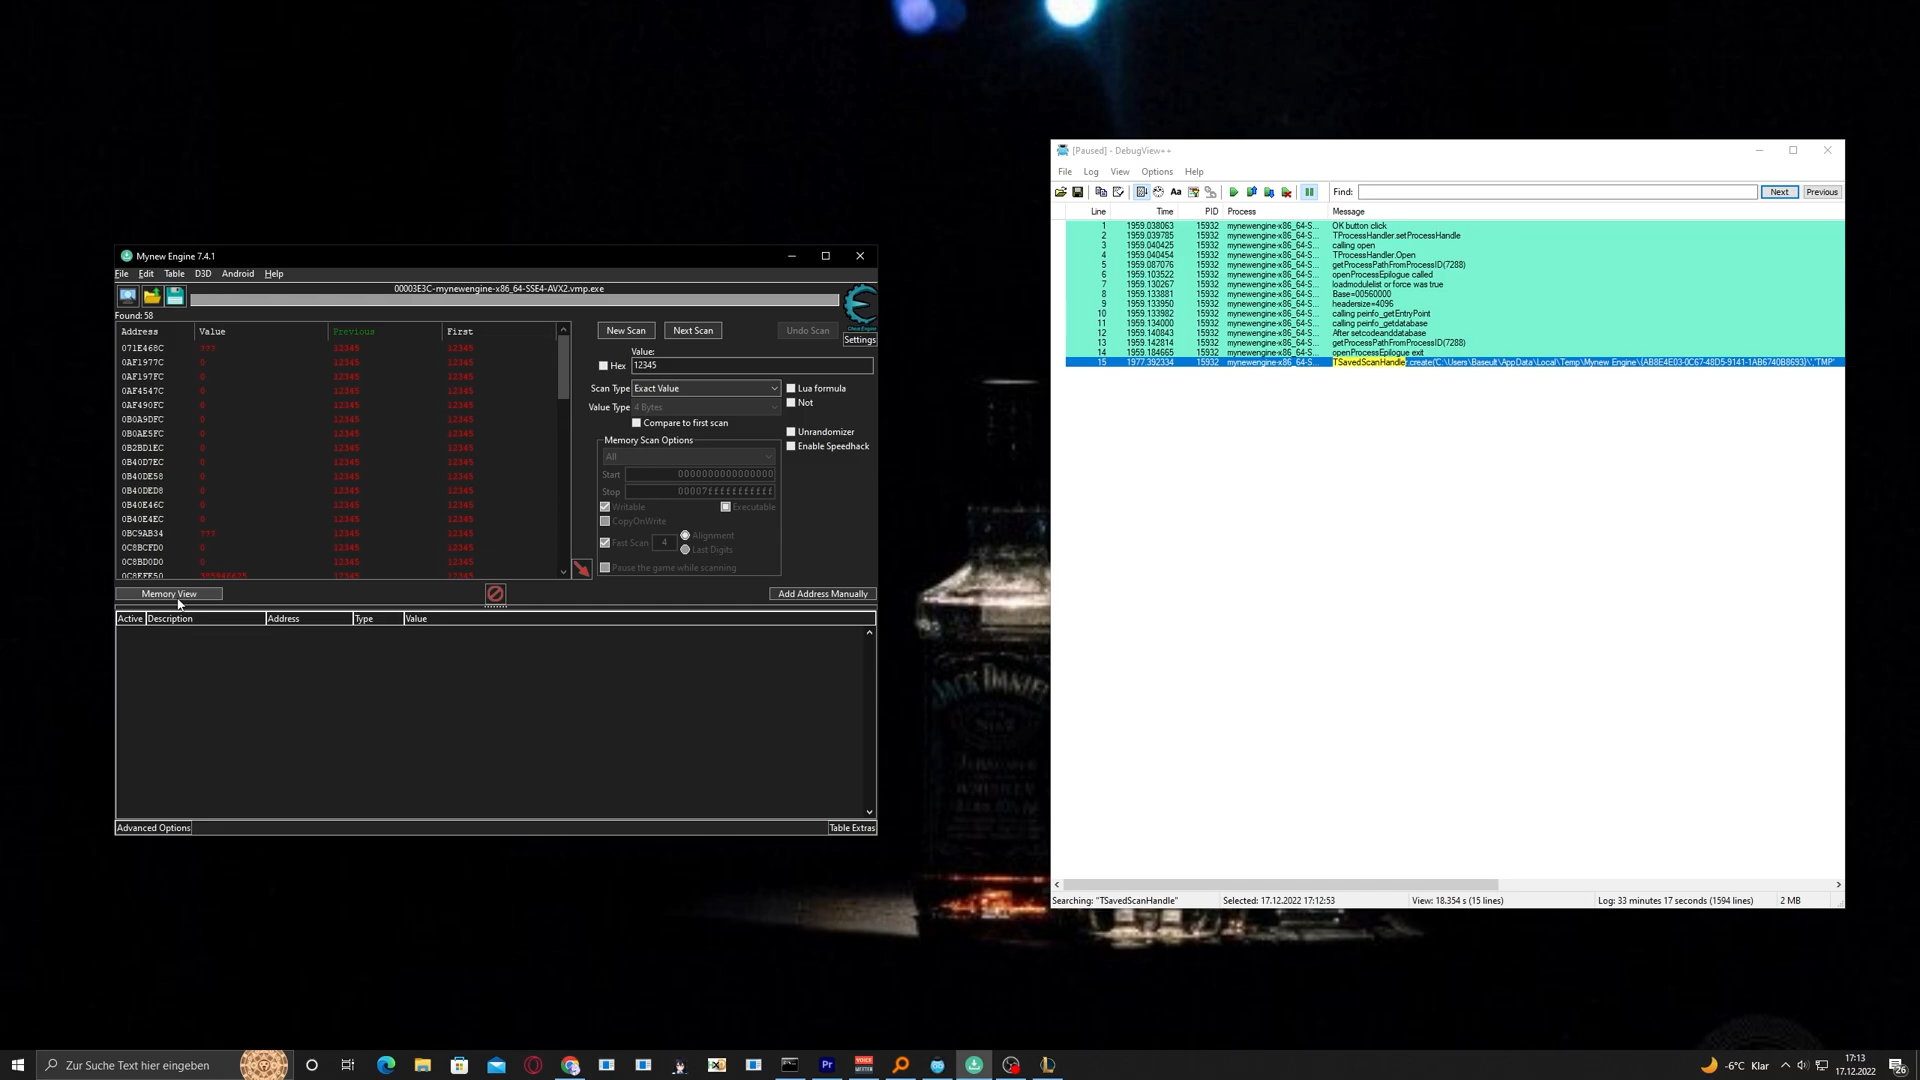 Mynew Engine 7.4.1
File Edit Table D3D Android Help
00003E3C-mynewengine-x86_64-SSE4-AVX2.vmp.exe
Found: 58
Address Value Previous First
071E468C ??? 12345 12345
0AF1977C 0 12345 12345
0AF197FC 0 12345 12345
0AF4547C 0 12345 12345
0AF490FC 0 12345 12345
0B0A9DFC 0 12345 12345
0B0AE5FC 0 12345 12345
0B2BD1EC 0 12345 12345
0B40D7EC 0 12345 12345
0B40DE58 0 12345 12345
0B40DED8 0 12345 12345
0B40E46C 0 12345 12345
0B40E4EC 0 12345 12345
0BC9AB34 ??? 12345 12345
0C8BCFD0 0 12345 12345
0C8BD0D0 0 12345 12345
0C8EFE50 12345 12345
New Scan Next Scan Undo Scan
Cheat Engine
Settings
Value:
Hex 12345
Scan Type Exact Value
Value Type 4 Bytes
Compare to first scan
Lua formula
Not
Unrandomizer
Enable Speedhack
Memory Scan Options
All
Start 0000000000000000
Stop 00007fffffffffff
Writable Executable
CopyOnWrite
Fast Scan 4 Alignment
Last Digits
Pause the game while scanning
Memory View Add Address Manually
Active Description Address Type Value
Advanced Options Table Extras
[Paused] - DebugView++
File Log View Options Help
Aa Find: Next Previous
Line Time PID Process Message
1 1959.038063 15932 mynewengine-x86_64-S... OK button click
2 1959.039785 15932 mynewengine-x86_64-S... TProcessHandler.setProcessHandle
3 1959.040425 15932 mynewengine-x86_64-S... calling open
4 1959.040454 15932 mynewengine-x86_64-S... TProcessHandler.Open
5 1959.087076 15932 mynewengine-x86_64-S... getProcessPathFromProcessID(7288)
6 1959.103522 15932 mynewengine-x86_64-S... openProcessEpilogue called
7 1959.130267 15932 mynewengine-x86_64-S... loadmodulelist or force was true
8 1959.133881 15932 mynewengine-x86_64-S... Base=00560000
9 1959.133950 15932 mynewengine-x86_64-S... headersize=4096
10 1959.133982 15932 mynewengine-x86_64-S... calling peinfo_getEntryPoint
11 1959.134000 15932 mynewengine-x86_64-S... calling peinfo_getdatabase
12 1959.140843 15932 mynewengine-x86_64-S... After setcodeanddatabase
13 1959.142814 15932 mynewengine-x86_64-S... getProcessPathFromProcessID(7288)
14 1959.184665 15932 mynewengine-x86_64-S... openProcessEpilogue exit
15 1977.392334 15932 mynewengine-x86_64-S... TSavedScanHandler.create('C:\Users\Baseult\AppData\Local\Temp\Mynew Engine\{AB8E4E03-0C67-48D5-9141-1AB6740B8693}\','TMP'
Searching: "TSavedScanHandle" Selected: 17.12.2022 17:12:53 View: 18.354 s (15 lines) Log: 33 minutes 17 seconds (1594 lines) 2 MB
JACK DANIEL
Zur Suche Text hier eingeben
Pr
VOICE
-6°C Klar
17:13
17.12.2022
26